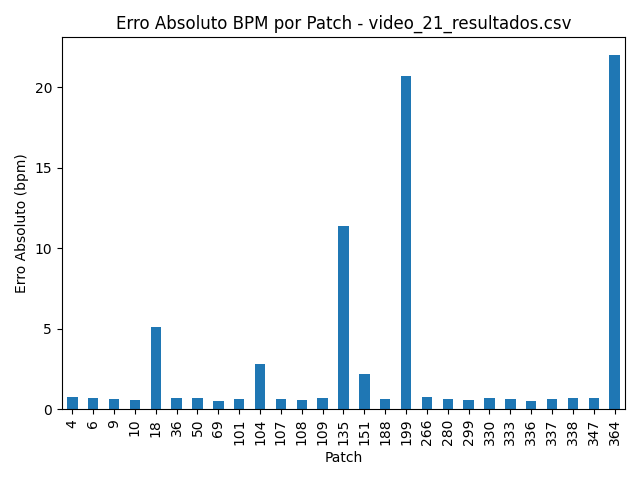 Erro Absoluto BPM por Patch - video_21_resultados.csv
Erro Absoluto (bpm)
20
15
10
5
0
4 6 9 10 18 36 50 69 101 104 107 108 109 135 151 188 199 266 280 299 330 333 336 337 338 347 364
Patch